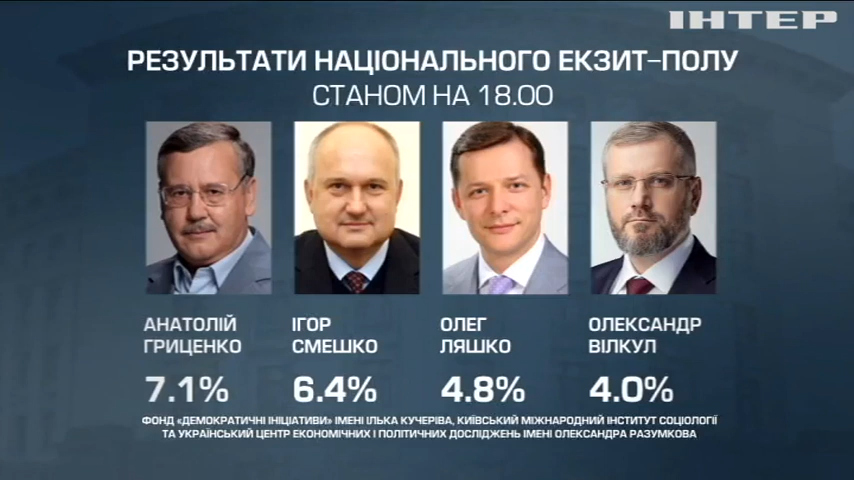 ІНТЕР
РЕЗУЛЬТАТИ НАЦІОНАЛЬНОГО ЕКЗИТ–ПОЛУ
СТАНОМ НА 18.00
АНАТОЛІЙ
ГРИЦЕНКО
7.1%
ІГОР
СМЕШКО
6.4%
ОЛЕГ
ЛЯШКО
4.8%
ОЛЕКСАНДР
ВІЛКУЛ
4.0%
ФОНД «ДЕМОКРАТИЧНІ ІНІЦІАТИВИ» ІМЕНІ ІЛЬКА КУЧЕРІВА, КИЇВСЬКИЙ МІЖНАРОДНИЙ ІНСТИТУТ СОЦІОЛОГІЇ
ТА УКРАЇНСЬКИЙ ЦЕНТР ЕКОНОМІЧНИХ І ПОЛІТИЧНИХ ДОСЛІДЖЕНЬ ІМЕНІ ОЛЕКСАНДРА РАЗУМКОВА